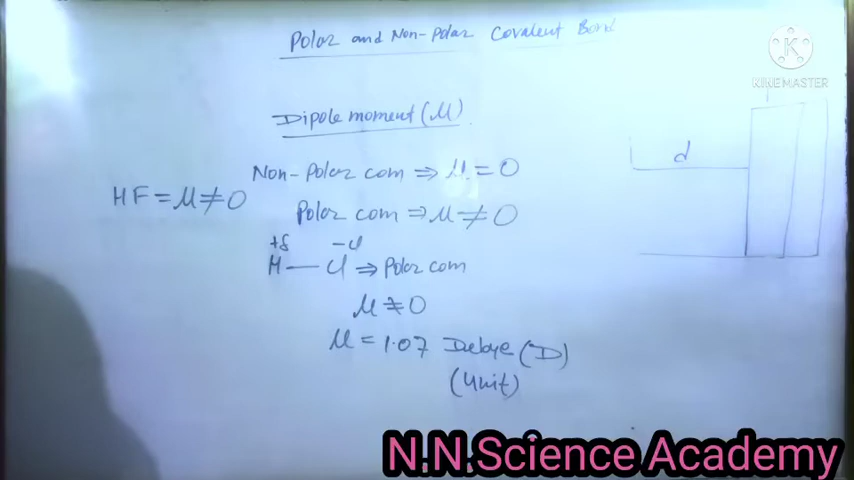 Polar and Non-Polar Covalent Bond
K
KINEMASTER
Dipole moment (μ)
d
Non-Polar com ⇒ μ = 0
HF = μ ≠ 0
Polar com ⇒ μ ≠ 0
+δ -Cl
H — Cl ⇒ Polar com
μ ≠ 0
μ = 1.07 Debye (D)
(Unit)
N.N.Science Academy